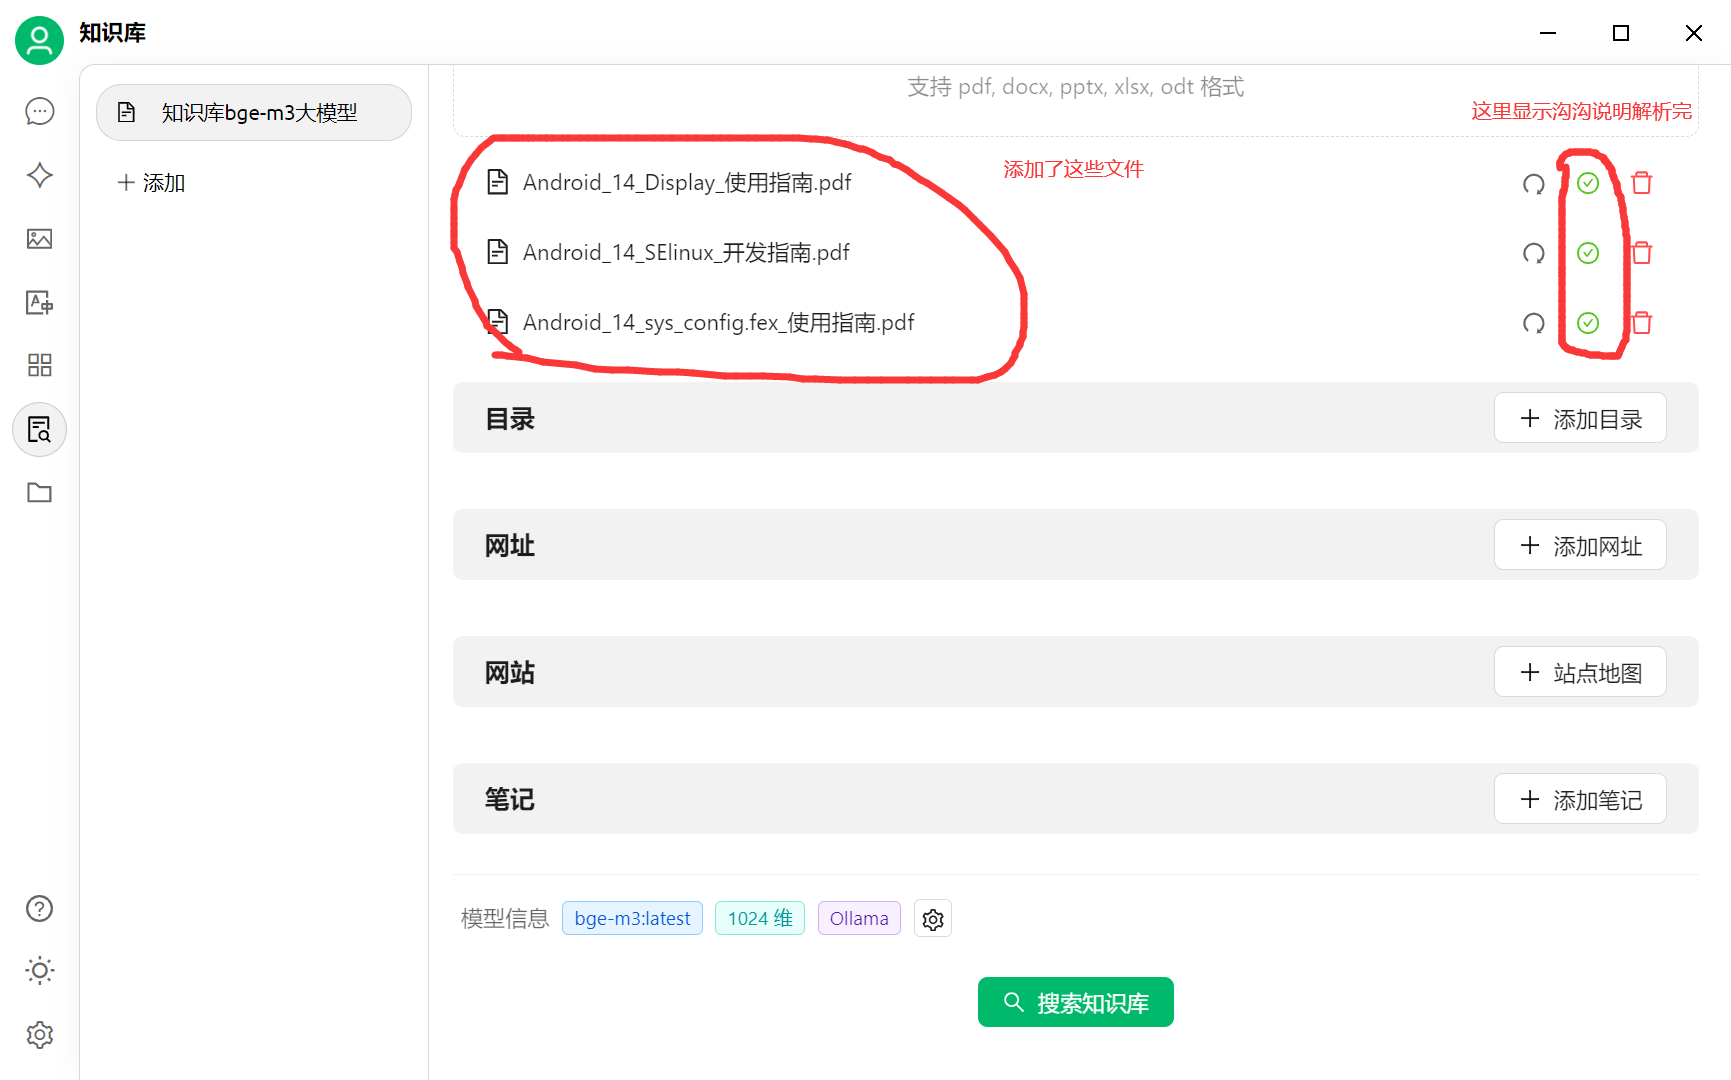 知识库
知识库bge-m3大模型
添加
支持 pdf, docx, pptx, xlsx, odt 格式
这里显示沟沟说明解析完
添加了这些文件
Android_14_Display_使用指南.pdf
Android_14_SElinux_开发指南.pdf
Android_14_sys_config.fex_使用指南.pdf
目录
添加目录
网址
添加网址
网站
站点地图
笔记
添加笔记
模型信息 bge-m3:latest 1024 维 Ollama
搜索知识库